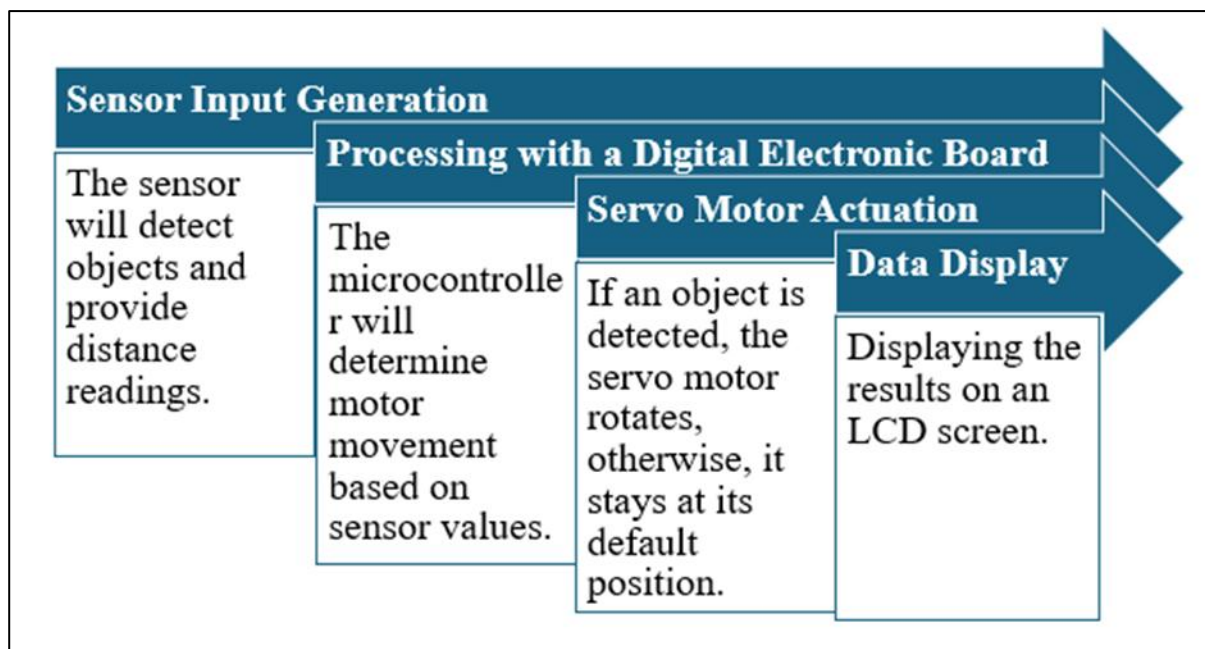 Sensor Input Generation
The sensor
will detect
objects and
provide
distance
readings.
Processing with a Digital Electronic Board
The
microcontrolle
r will
determine
motor
movement
based on
sensor values.
Servo Motor Actuation
If an object is
detected, the
servo motor
rotates,
otherwise, it
stays at its
default
position.
Data Display
Displaying the
results on an
LCD screen.